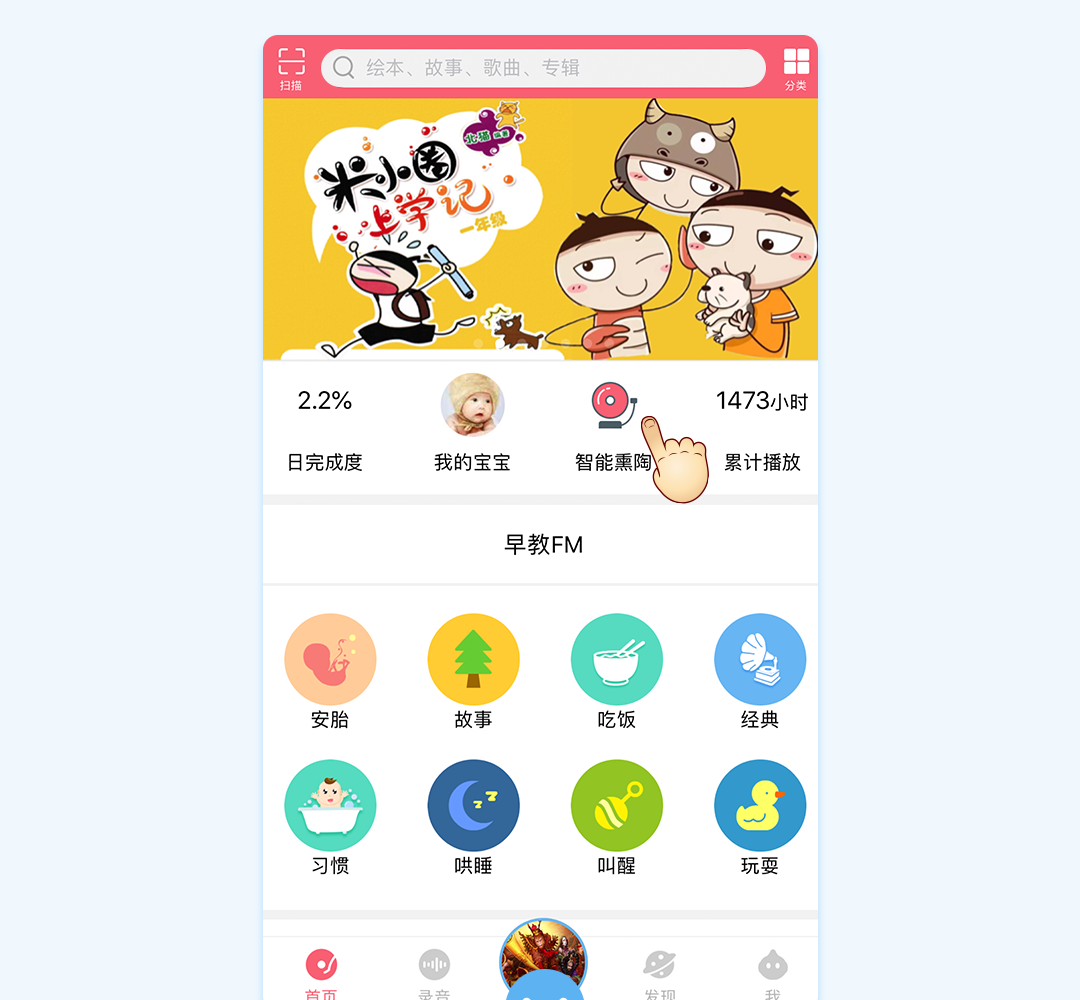 扫描
绘本、故事、歌曲、专辑
分类
北猫 编著
米小圈
上学记
一年级
2.2%
1473小时
日完成度
我的宝宝
智能熏陶
累计播放
早教FM
安胎
故事
吃饭
经典
习惯
哄睡
叫醒
玩耍
首页
录音
发现
我